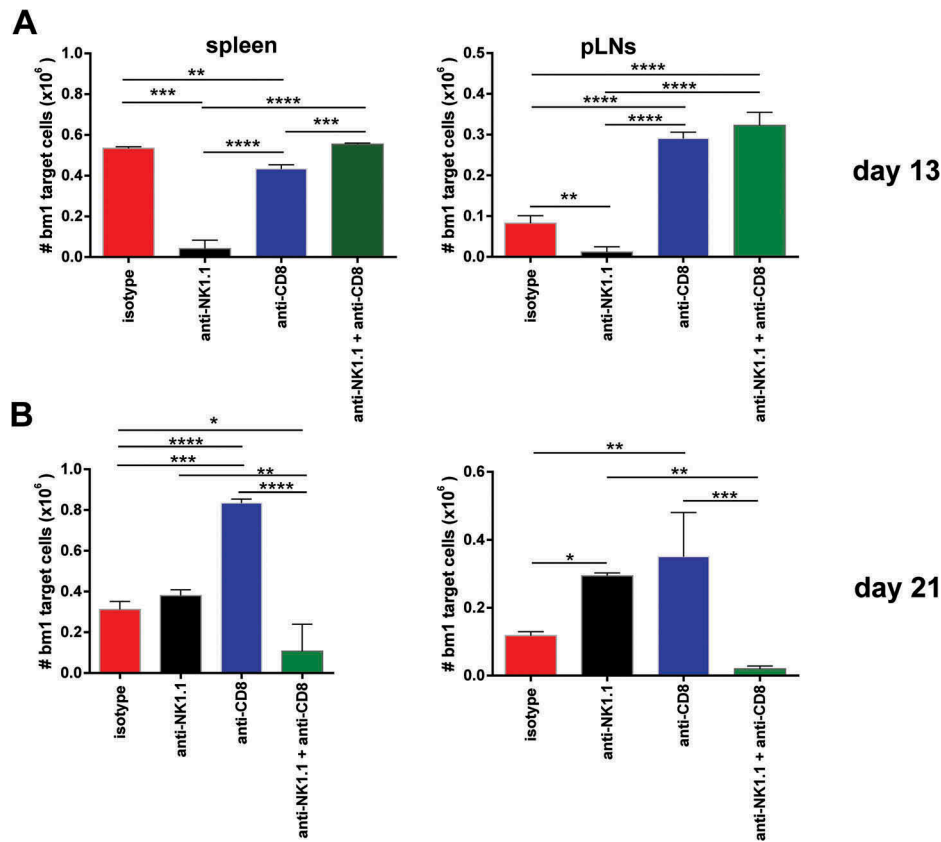 A
spleen
# bm1 target cells (x10⁶ )
1.0
0.8
0.6
0.4
0.2
0.0
**
***
****
***
****
isotype
anti-NK1.1
anti-CD8
anti-NK1.1 + anti-CD8
pLNs
# bm1 target cells (x10⁶ )
0.4
0.3
0.2
0.1
0.0
****
****
****
****
**
isotype
anti-NK1.1
anti-CD8
anti-NK1.1 + anti-CD8
day 13
B
# bm1 target cells (x10⁶ )
1.0
0.8
0.6
0.4
0.2
0.0
*
****
***
**
****
isotype
anti-NK1.1
anti-CD8
anti-NK1.1 + anti-CD8
# bm1 target cells (x10⁶ )
0.6
0.4
0.2
0.0
**
**
***
*
isotype
anti-NK1.1
anti-CD8
anti-NK1.1 + anti-CD8
day 21